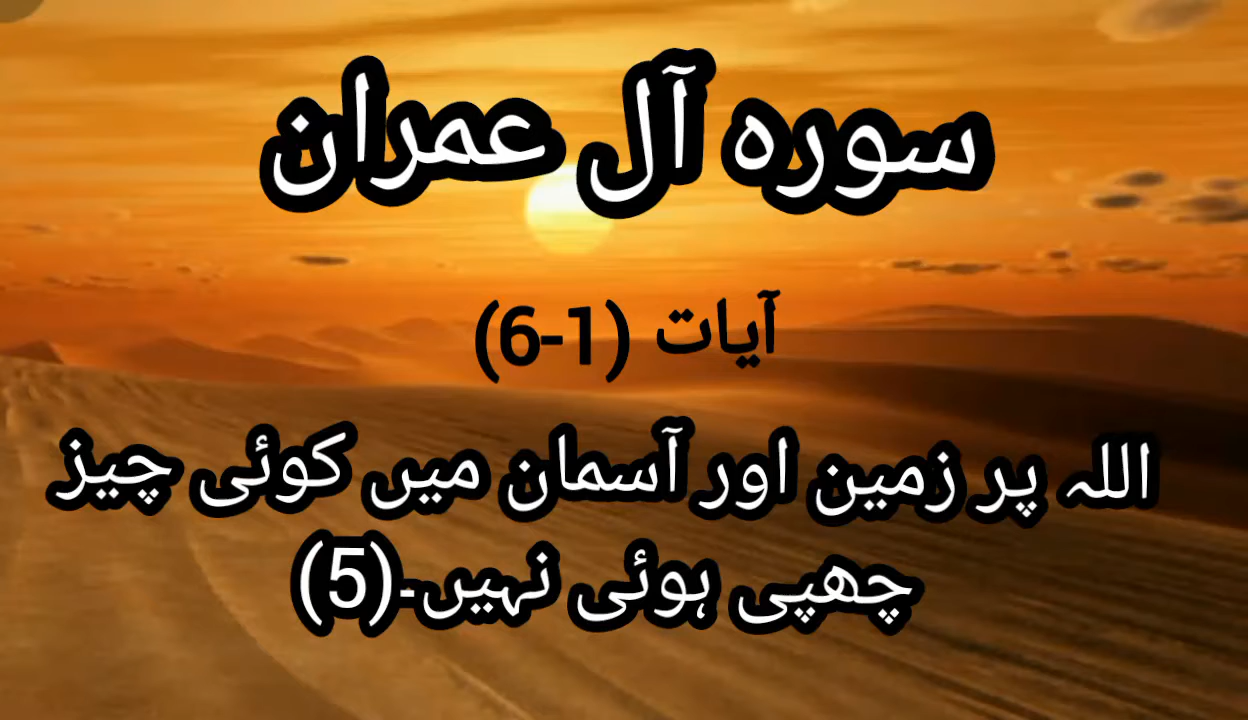 سورہ آل عمران
آیات (1-6)
اللہ پر زمین اور آسمان میں کوئی چیز
چھپی ہوئی نہیں۔(5)